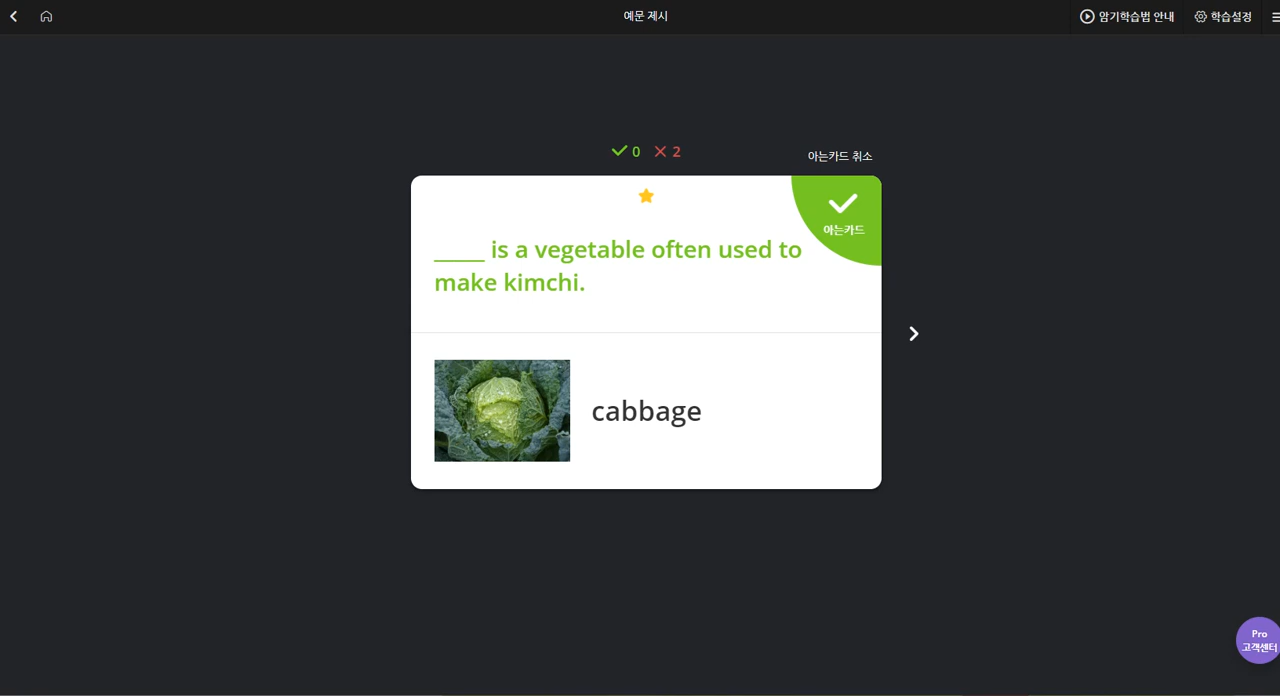 예문 제시
암기학습법 안내
학습설정
0
2
아는카드 취소
아는카드
_____ is a vegetable often used to
make kimchi.
cabbage
Pro
고객센터